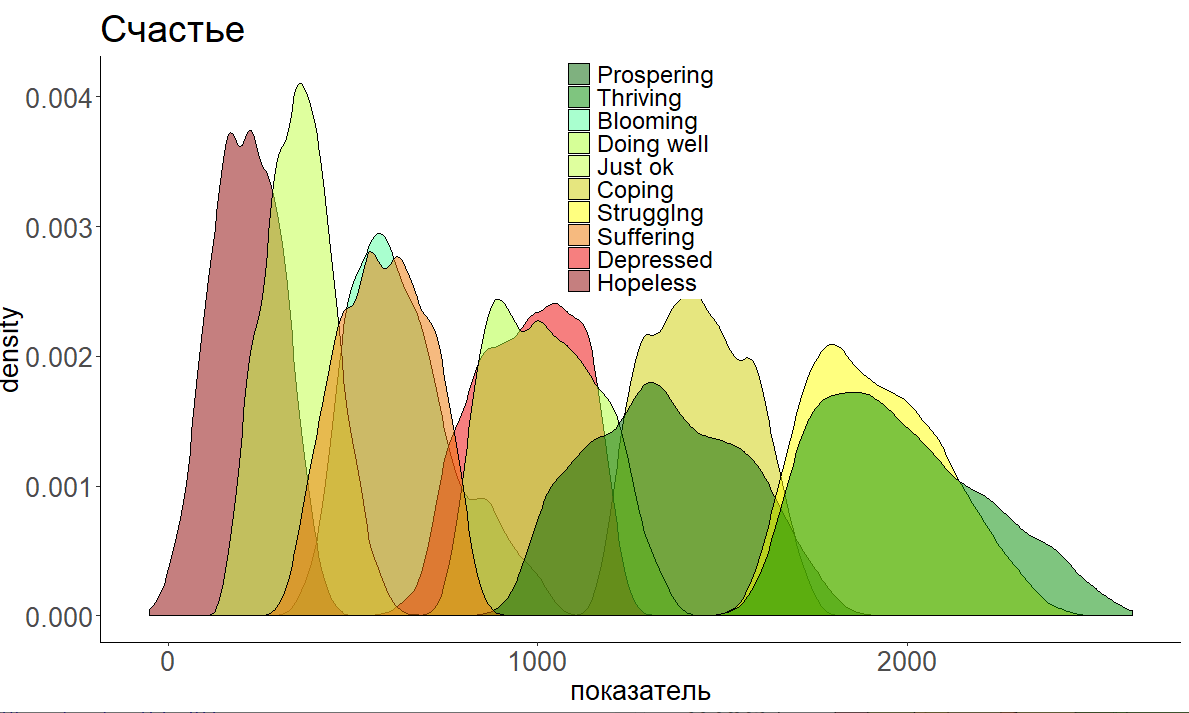 Счастье
Prospering
Thriving
Blooming
Doing well
Just ok
Coping
StruggIng
Suffering
Depressed
Hopeless
0.004
0.003
0.002
0.001
0.000
density
0 1000 2000
показатель